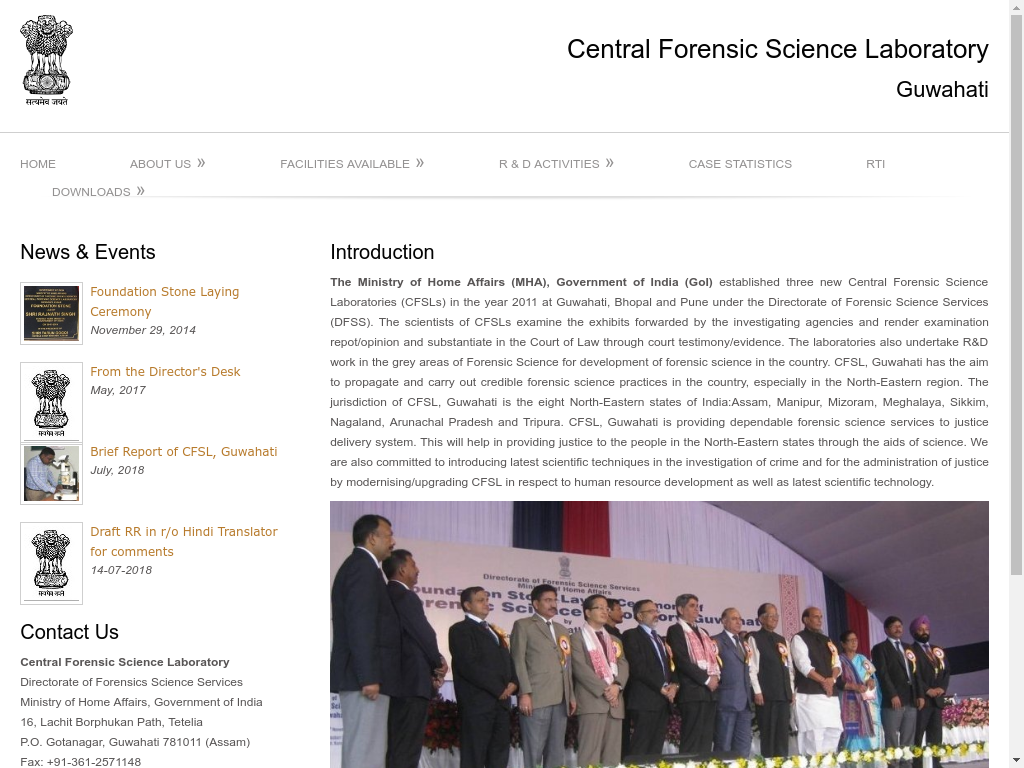 सत्यमेव जयते
Central Forensic Science Laboratory
Guwahati
HOME
ABOUT US »
FACILITIES AVAILABLE »
R & D ACTIVITIES »
CASE STATISTICS
RTI
DOWNLOADS »
News & Events
FOUNDATION STONE
SHRI RAJNATH SINGH
Foundation Stone Laying
Ceremony
November 29, 2014
From the Director's Desk
May, 2017
Brief Report of CFSL, Guwahati
July, 2018
Draft RR in r/o Hindi Translator
for comments
14-07-2018
Contact Us
Central Forensic Science Laboratory
Directorate of Forensics Science Services
Ministry of Home Affairs, Government of India
16, Lachit Borphukan Path, Tetelia
P.O. Gotanagar, Guwahati 781011 (Assam)
Fax: +91-361-2571148
Introduction
The Ministry of Home Affairs (MHA), Government of India (GoI) established three new Central Forensic Science
Laboratories (CFSLs) in the year 2011 at Guwahati, Bhopal and Pune under the Directorate of Forensic Science Services
(DFSS). The scientists of CFSLs examine the exhibits forwarded by the investigating agencies and render examination
repot/opinion and substantiate in the Court of Law through court testimony/evidence. The laboratories also undertake R&D
work in the grey areas of Forensic Science for development of forensic science in the country. CFSL, Guwahati has the aim
to propagate and carry out credible forensic science practices in the country, especially in the North-Eastern region. The
jurisdiction of CFSL, Guwahati is the eight North-Eastern states of India:Assam, Manipur, Mizoram, Meghalaya, Sikkim,
Nagaland, Arunachal Pradesh and Tripura. CFSL, Guwahati is providing dependable forensic science services to justice
delivery system. This will help in providing justice to the people in the North-Eastern states through the aids of science. We
are also committed to introducing latest scientific techniques in the investigation of crime and for the administration of justice
by modernising/upgrading CFSL in respect to human resource development as well as latest scientific technology.
Directorate of Forensic Science Services
Ministry of Home Affairs
Foundation Stone Laying Ceremony of